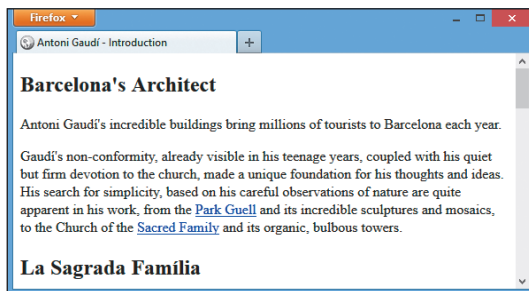 Firefox
Antoni Gaudí - Introduction
Barcelona's Architect
Antoni Gaudí's incredible buildings bring millions of tourists to Barcelona each year.
Gaudí's non-conformity, already visible in his teenage years, coupled with his quiet
but firm devotion to the church, made a unique foundation for his thoughts and ideas.
His search for simplicity, based on his careful observations of nature are quite
apparent in his work, from the Park Guell and its incredible sculptures and mosaics,
to the Church of the Sacred Family and its organic, bulbous towers.
La Sagrada Família